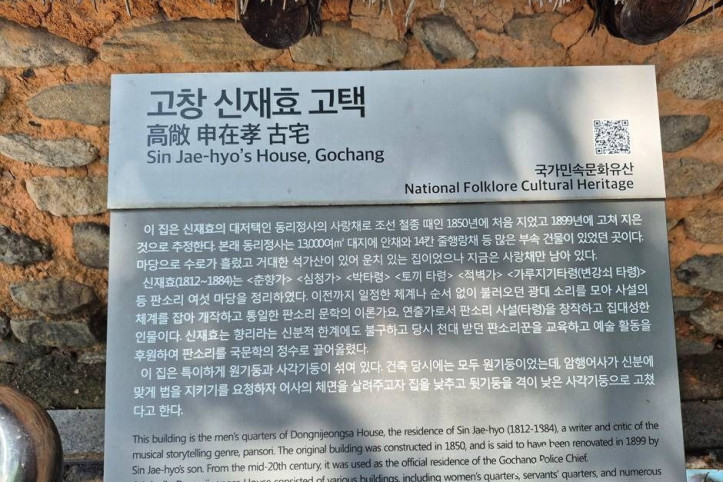 고창 신재효 고택
高敞 申在孝 古宅
Sin Jae-hyo's House, Gochang
국가민속문화유산
National Folklore Cultural Heritage
이 집은 신재효의 대저택인 동리정사의 사랑채로 조선 철종 때인 1850년에 처음 지었고 1899년에 고쳐 지은
것으로 추정한다. 본래 동리정사는 13,000여㎡ 대지에 안채와 14칸 줄행랑채 등 많은 부속 건물이 있었던 곳이다.
마당으로 수로가 흘렀고 거대한 석가산이 있어 운치 있는 집이었으나 지금은 사랑채만 남아 있다.
신재효(1812~1884)는 <춘향가> <심청가> <박타령> <토끼 타령> <적벽가> <가루지기타령(변강쇠 타령)>
등 판소리 여섯 마당을 정리하였다. 이전까지 일정한 체계나 순서 없이 불러오던 광대 소리를 모아 사설의
체계를 잡아 개작하고 통일한 판소리 문학의 이론가요, 연출가로서 판소리 사설(타령)을 창작하고 집대성한
인물이다. 신재효는 향리라는 신분적 한계에도 불구하고 당시 천대 받던 판소리꾼을 교육하고 예술 활동을
후원하여 판소리를 국문학의 정수로 끌어올렸다.
이 집은 특이하게 원기둥과 사각기둥이 섞여 있다. 건축 당시에는 모두 원기둥이었는데, 암행어사가 신분에
맞게 법을 지키기를 요청하자 어사의 체면을 살려주고자 집을 낮추고 뒷기둥을 격이 낮은 사각기둥으로 고쳤
다고 한다.
This building is the men's quarters of Dongnijeongsa House, the residence of Sin Jae-hyo (1812-1984), a writer and critic of the
musical storytelling genre, pansori. The original building was constructed in 1850, and is said to have been renovated in 1899 by
Sin Jae-hyo's son. From the mid-20th century, it was used as the official residence of the Gochang Police Chief.
Dongnijeongsa House consisted of various buildings, including women's quarters, servants' quarters, and numerous